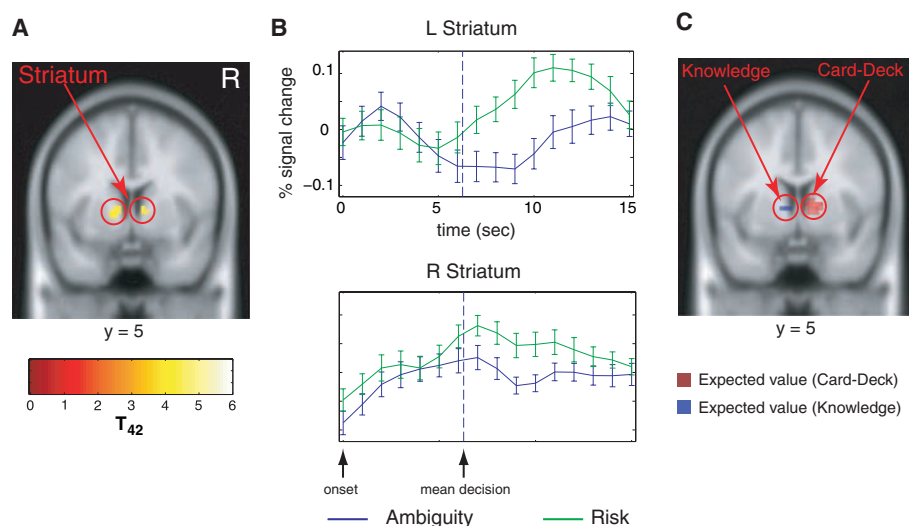 A
Striatum
R
y = 5
0 1 2 3 4 5 6
T42
B
L Striatum
% signal change
0.1
0
−0.1
0 5 10 15
time (sec)
R Striatum
onset
mean decision
Ambiguity
Risk
C
Knowledge
Card-Deck
y = 5
Expected value (Card-Deck)
Expected value (Knowledge)